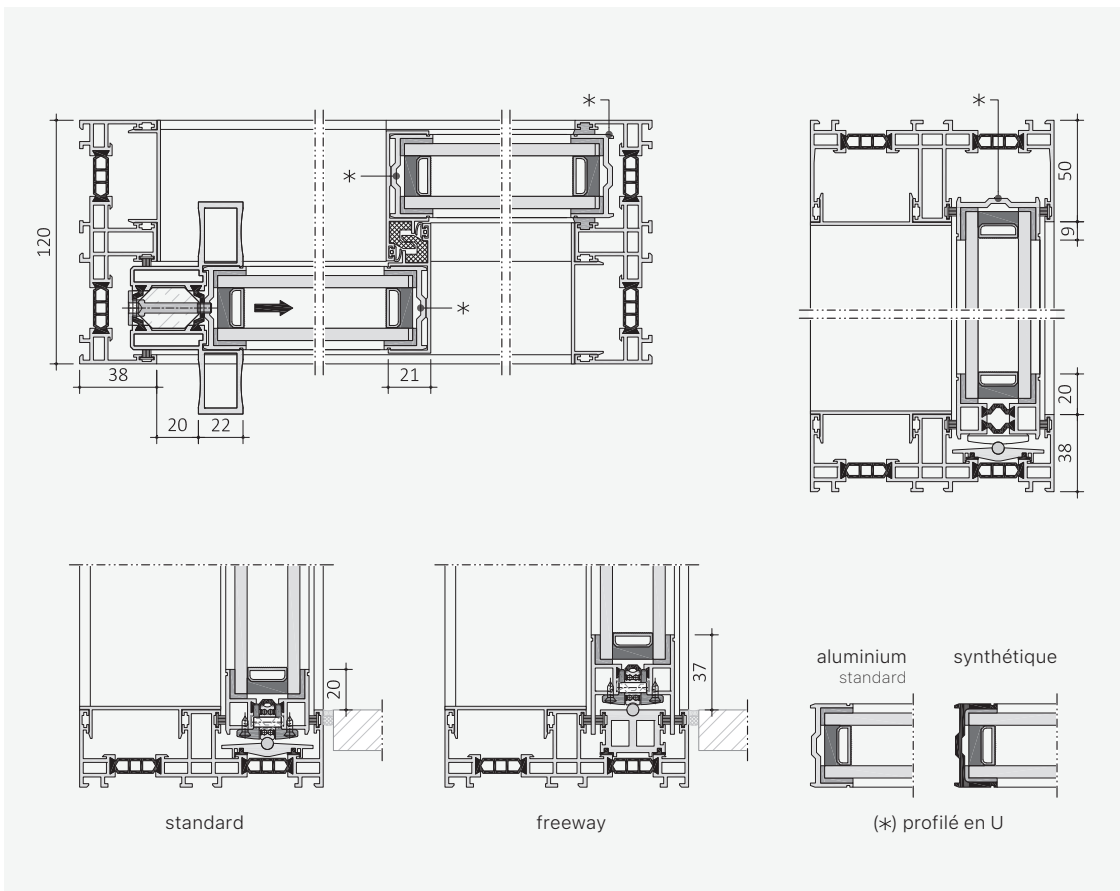 *
*
*
120
38
20
22
21
*
50
9
20
38
20
37
aluminium
standard
synthétique
standard
freeway
(*) profilé en U